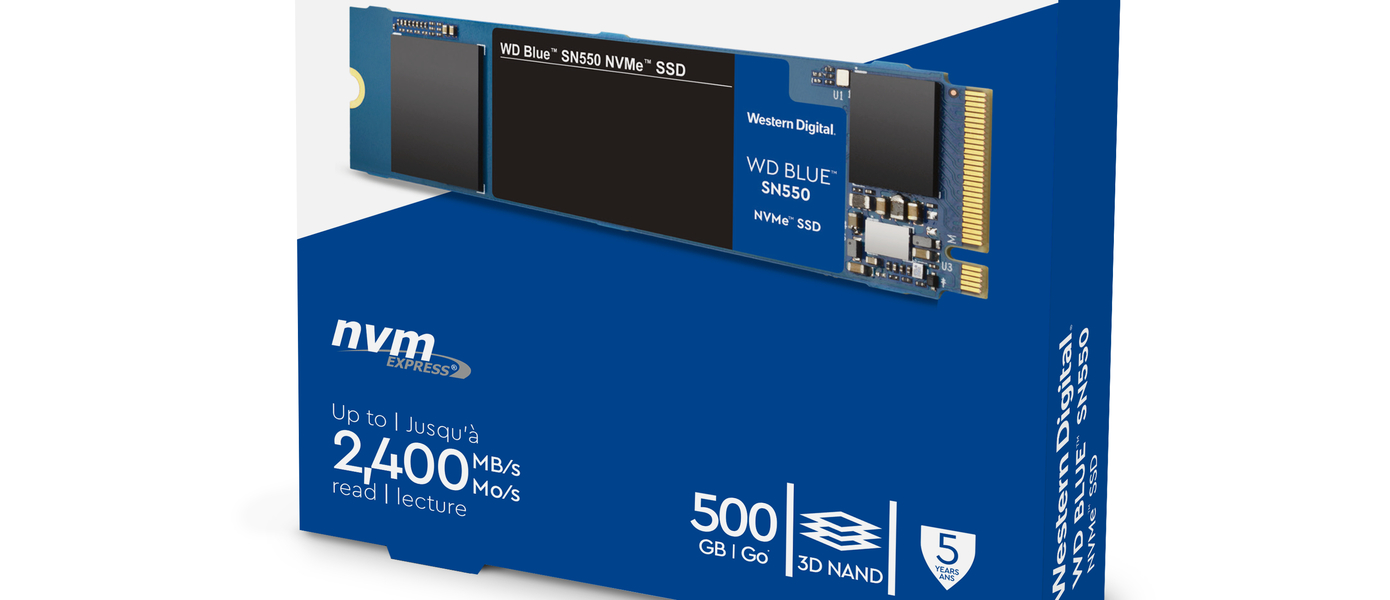 WD Blue™ SN550 NVMe™ SSD
U1
Western Digital.
WD BLUE™
SN550
NVMe™ SSD
M
U3
nvm
EXPRESS®
Up to | Jusqu'à
2,400 MB/s
Mo/s
read | lecture
500
GB | Go
3D NAND
5
YEARS
ANS
Western Digital.
WD BLUE™ SN550
NVMe™ SSD